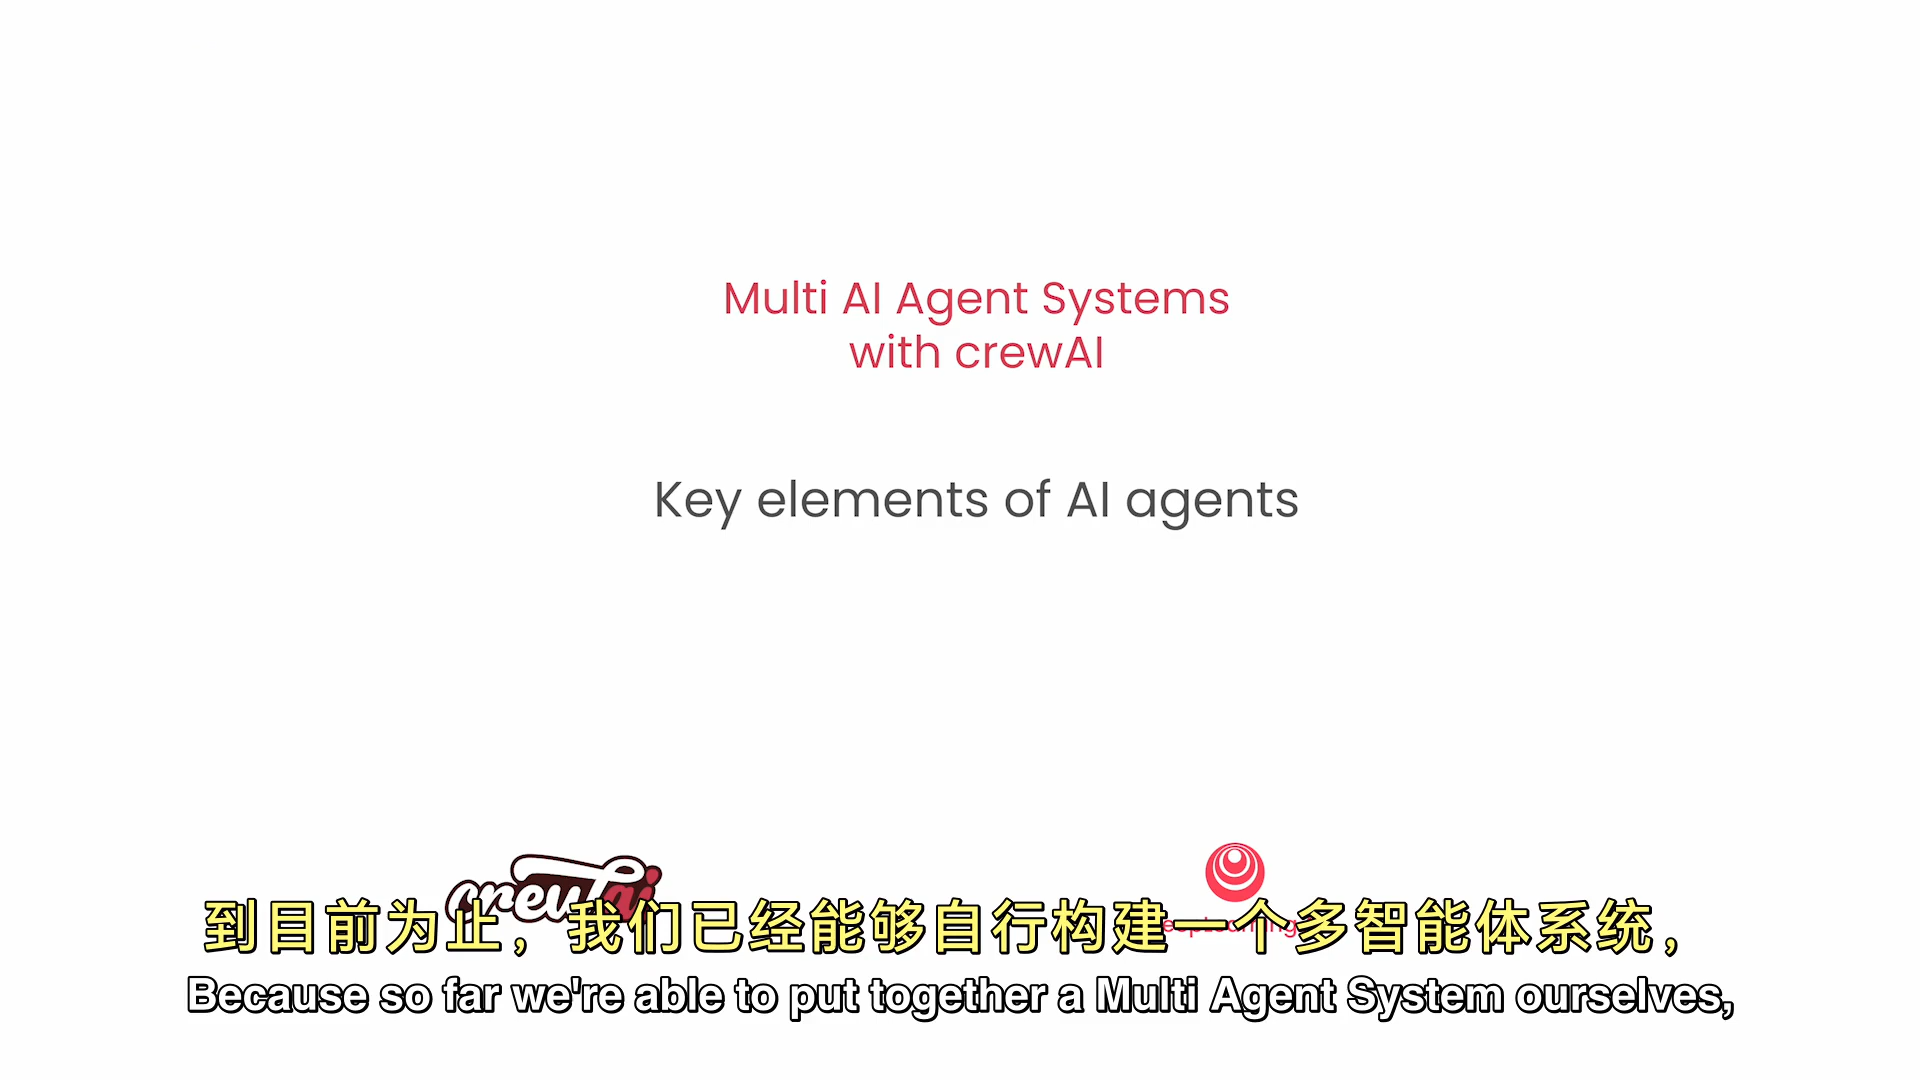 Multi AI Agent Systems
with crewAI
Key elements of AI agents
crewai
到目前为止，我们已经能够自行构建一个多智能体系统，
Because so far we're able to put together a Multi Agent System ourselves,